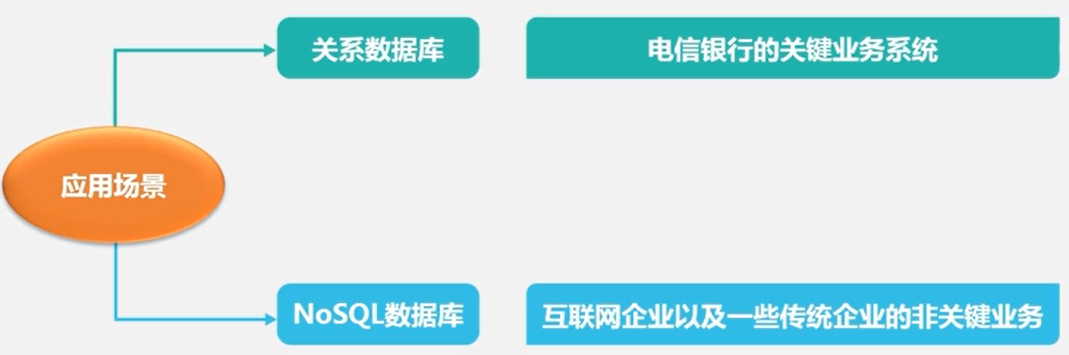 关系数据库
电信银行的关键业务系统
应用场景
NoSQL数据库
互联网企业以及一些传统企业的非关键业务